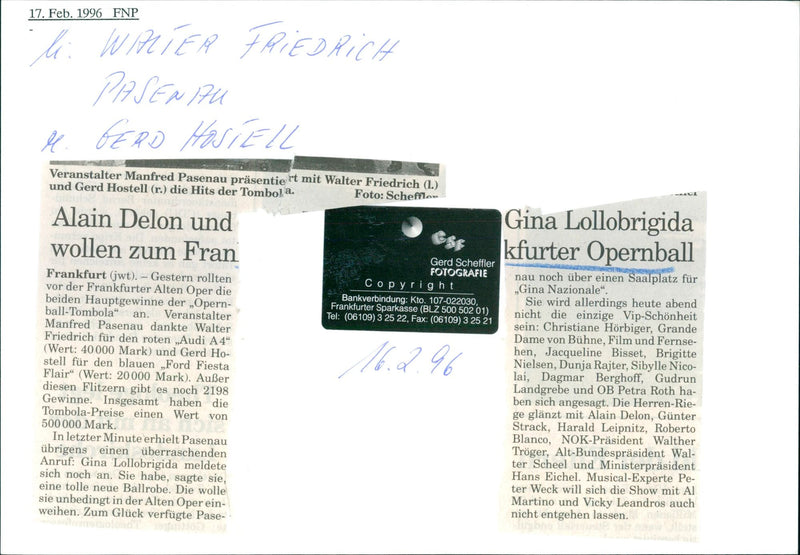 17. Feb. 1996 FNP
li. WALTER FRIEDRICH
PASENAU
re. GERD HOSTELL
Veranstalter Manfred Pasenau präsentiert mit Walter Friedrich (l.)
und Gerd Hostell (r.) die Hits der Tombola. Foto: Scheffler
Alain Delon und Gina Lollobrigida
wollen zum Frankfurter Opernball
Frankfurt (jwt). – Gestern rollten
vor der Frankfurter Alten Oper die
beiden Hauptgewinne der „Opern-
ball-Tombola“ an. Veranstalter
Manfred Pasenau dankte Walter
Friedrich für den roten „Audi A4“
(Wert: 40000 Mark) und Gerd Ho-
stell für den blauen „Ford Fiesta
Flair“ (Wert: 20000 Mark). Außer
diesen Flitzern gibt es noch 2198
Gewinne. Insgesamt haben die
Tombola-Preise einen Wert von
500000 Mark.
In letzter Minute erhielt Pasenau
übrigens einen überraschenden
Anruf: Gina Lollobrigida meldete
sich noch an. Sie habe, sagte sie,
eine tolle neue Ballrobe. Die wolle
sie unbedingt in der Alten Oper ein-
weihen. Zum Glück verfügte Pase-
GSF
Gerd Scheffler
FOTOGRAFIE
Copyright
Bankverbindung: Kto. 107-022030,
Frankfurter Sparkasse (BLZ 500 502 01)
Tel: (06109) 3 25 22, Fax: (06109) 3 25 21
16.2.96
nau noch über einen Saalplatz für
„Gina Nazionale“.
Sie wird allerdings heute abend
nicht die einzige Vip-Schönheit
sein: Christiane Hörbiger, Grande
Dame von Bühne, Film und Fernse-
hen, Jacqueline Bisset, Brigitte
Nielsen, Dunja Rajter, Sibylle Nico-
lai, Dagmar Berghoff, Gudrun
Landgrebe und OB Petra Roth ha-
ben sich angesagt. Die Herren-Rie-
ge glänzt mit Alain Delon, Günter
Strack, Harald Leipnitz, Roberto
Blanco, NOK-Präsident Walther
Tröger, Alt-Bundespräsident Wal-
ter Scheel und Ministerpräsident
Hans Eichel. Musical-Experte Pe-
ter Weck will sich die Show mit Al
Martino und Vicky Leandros auch
nicht entgehen lassen.